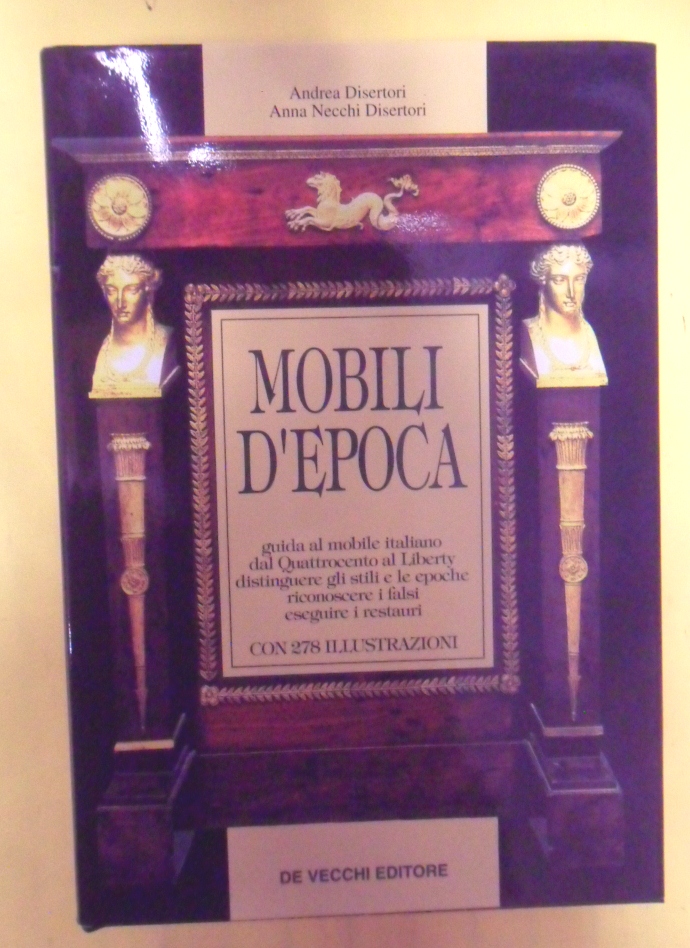 Andrea Disertori
Anna Necchi Disertori
MOBILI
D'EPOCA
guida al mobile italiano
dal Quattrocento al Liberty
distinguere gli stili e le epoche
riconoscere i falsi
eseguire i restauri
CON 278 ILLUSTRAZIONI
DE VECCHI EDITORE